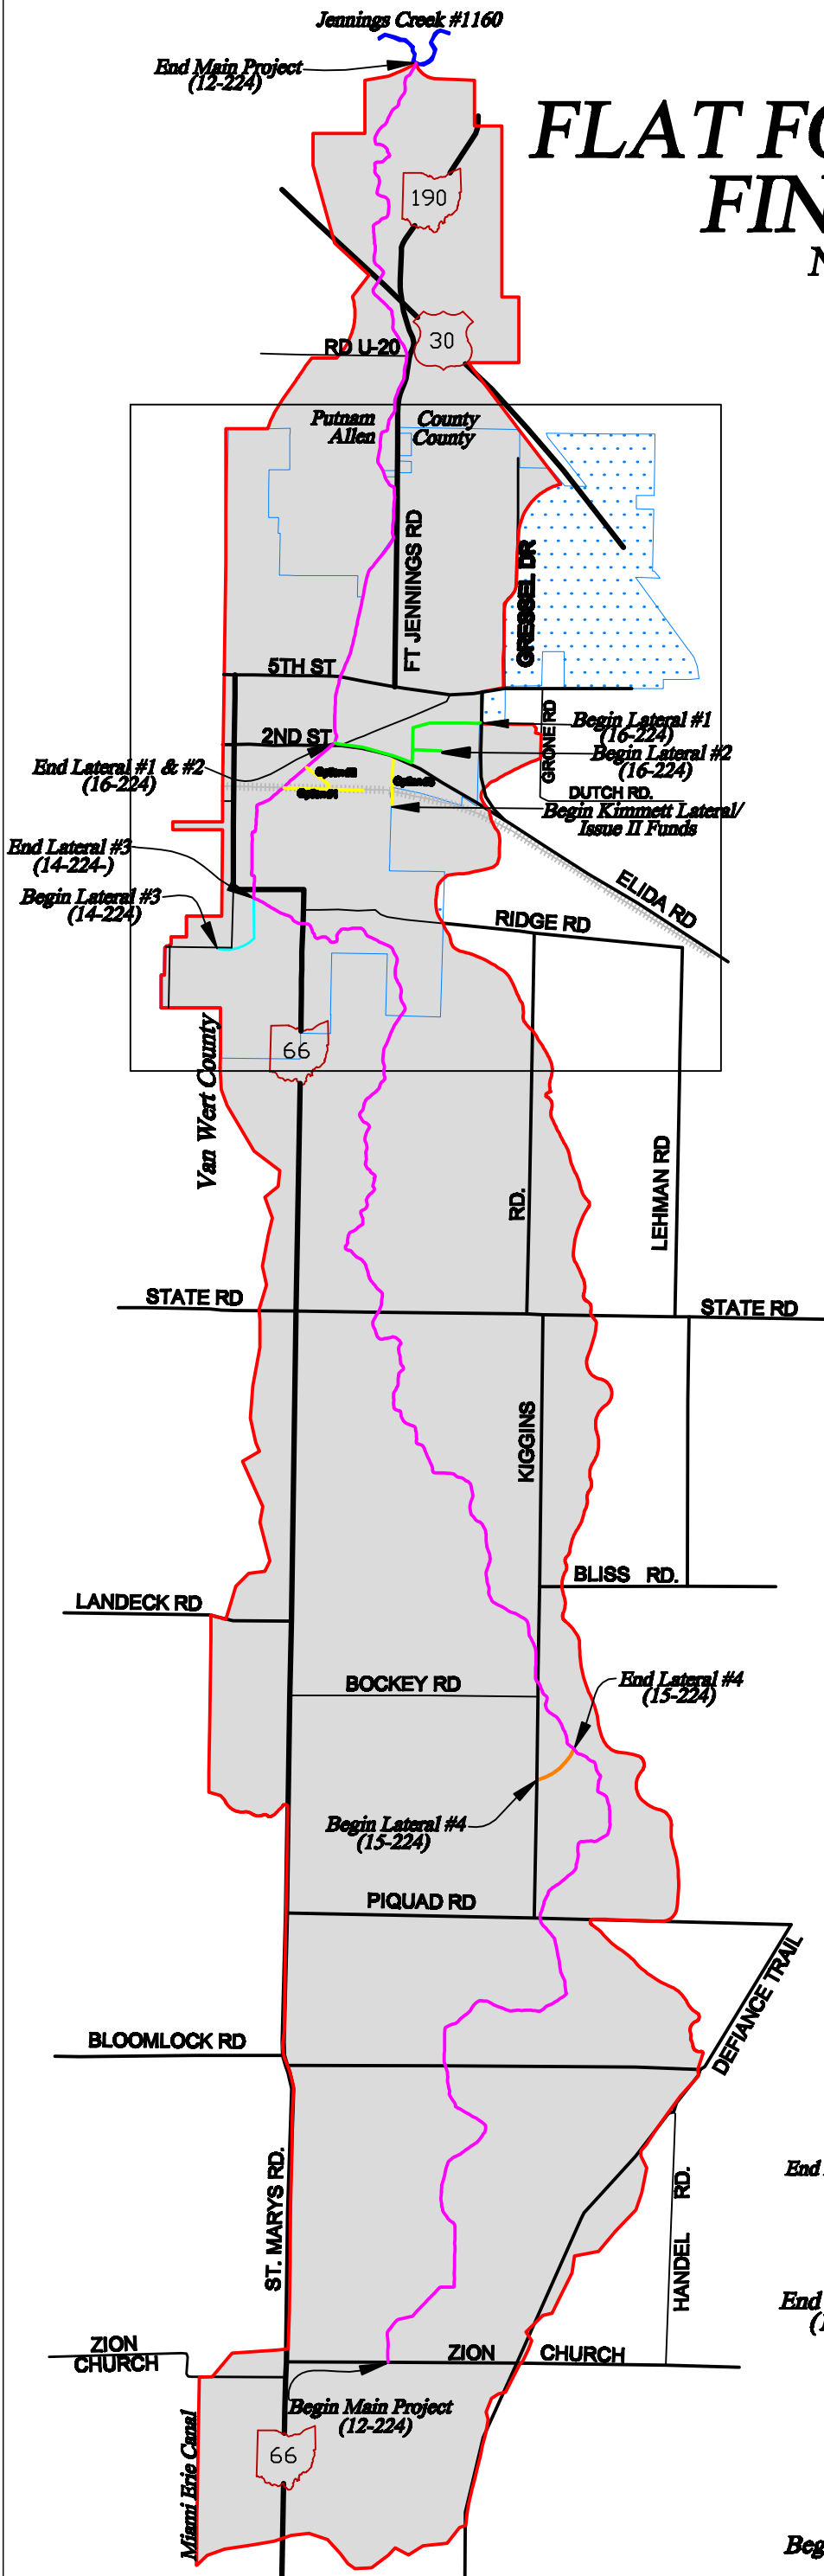 Jennings Creek #1160
End Main Project
(12-224)
FLAT FO
FIN
N
190
30
RD U-20
Putnam County
Allen County
FT JENNINGS RD
GRESSEL DR
5TH ST
2ND ST
GRONE RD
Begin Lateral #1
(16-224)
Begin Lateral #2
(16-224)
End Lateral #1 & #2
(16-224)
DUTCH RD.
Begin Kimmett Lateral/
Issue II Funds
End Lateral #3
(14-224-)
Begin Lateral #3
(14-224)
ELIDA RD
RIDGE RD
66
Van Wert County
RD.
LEHMAN RD
STATE RD
STATE RD
KIGGINS
BLISS RD.
LANDECK RD
BOCKEY RD
End Lateral #4
(15-224)
Begin Lateral #4
(15-224)
PIQUAD RD
DEFIANCE TRAIL
BLOOMLOCK RD
ST. MARYS RD.
HANDEL RD.
End
End
(1
ZION
CHURCH
ZION CHURCH
Begin Main Project
(12-224)
66
Miami Erie Canal
Beg